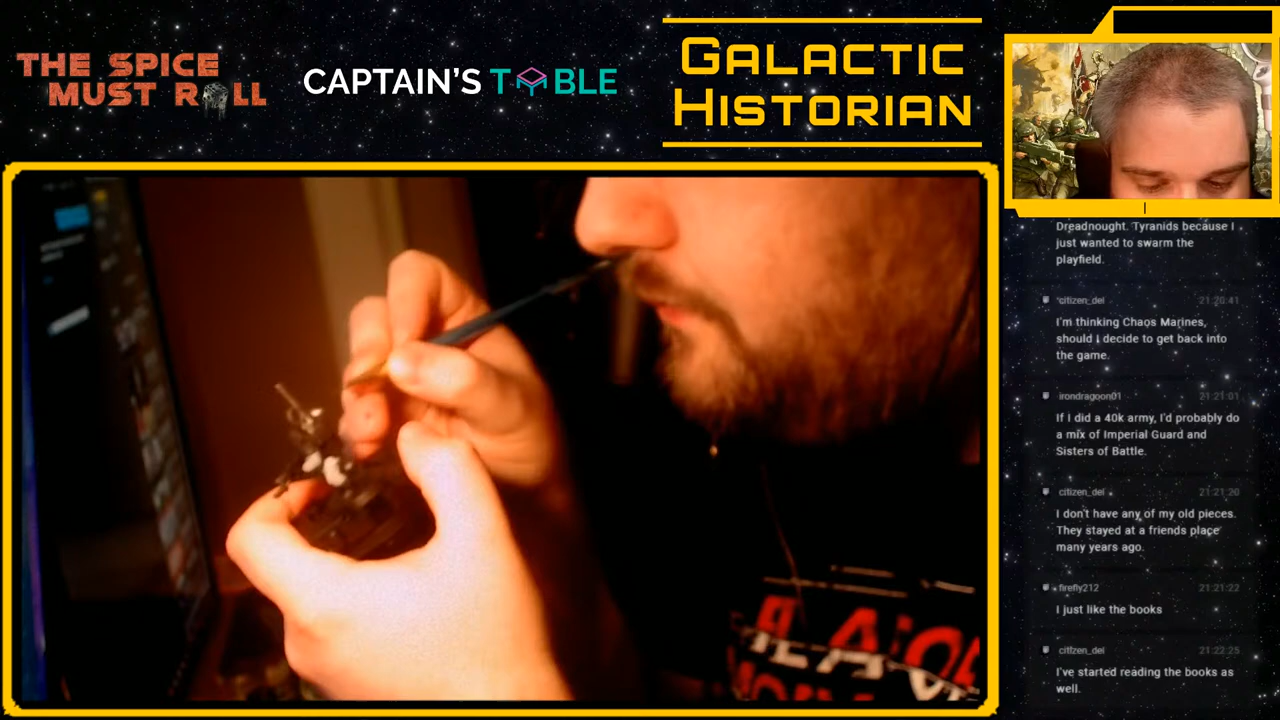 THE SPICE
MUST ROLL
CAPTAIN'S TABLE
GALACTIC
HISTORIAN
Dreadnought. Tyranids because I
just wanted to swarm the
playfield.
citizen_del 21:20:41
I'm thinking Chaos Marines,
should I decide to get back into
the game.
irondragoon01 21:21:01
If I did a 40k army, I'd probably do
a mix of Imperial Guard and
Sisters of Battle.
citizen_del 21:21:20
I don't have any of my old pieces.
They stayed at a friends place
many years ago.
firefly212 21:21:22
I just like the books
citizen_del 21:22:25
I've started reading the books as
well.